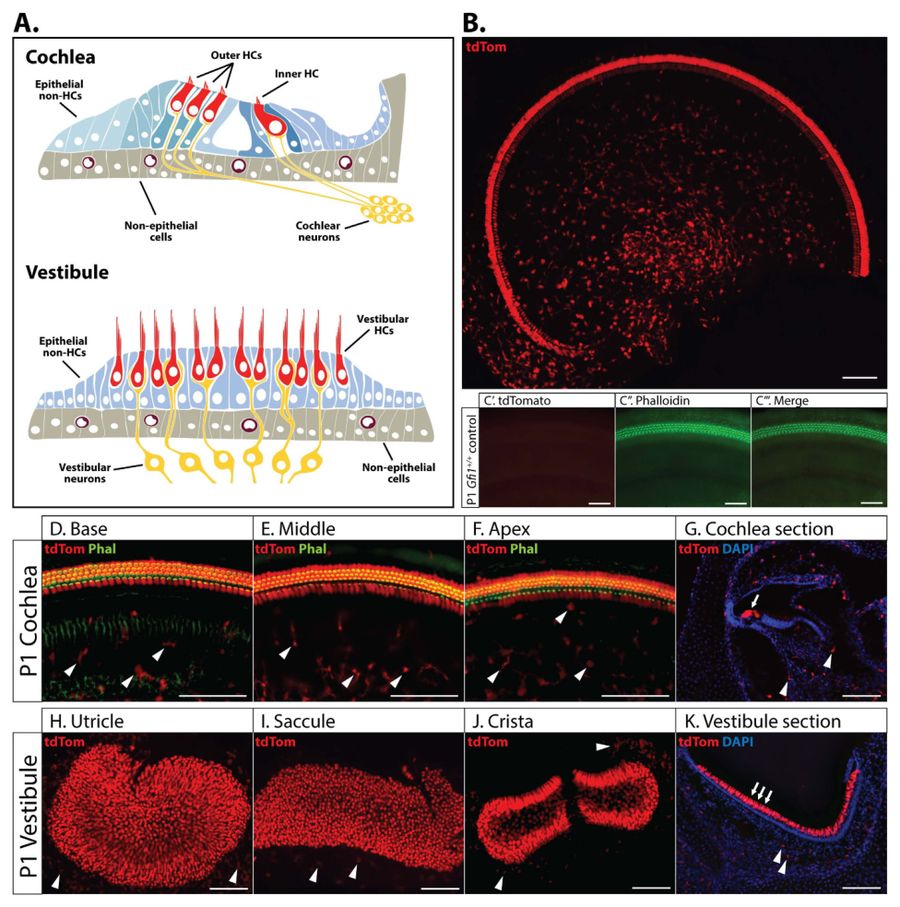 A.
Cochlea
Outer HCs
Inner HC
Epithelial
non-HCs
Non-epithelial
cells
Cochlear
neurons
Vestibule
Vestibular
HCs
Epithelial
non-HCs
Vestibular
neurons
Non-epithelial
cells
B.
tdTom
P1 Gfi1+/+ control
C′. tdTomato
C″. Phalloidin
C‴. Merge
P1 Cochlea
D. Base
tdTom Phal
E. Middle
tdTom Phal
F. Apex
tdTom Phal
G. Cochlea section
tdTom DAPI
P1 Vestibule
H. Utricle
tdTom
I. Saccule
tdTom
J. Crista
tdTom
K. Vestibule section
tdTom DAPI